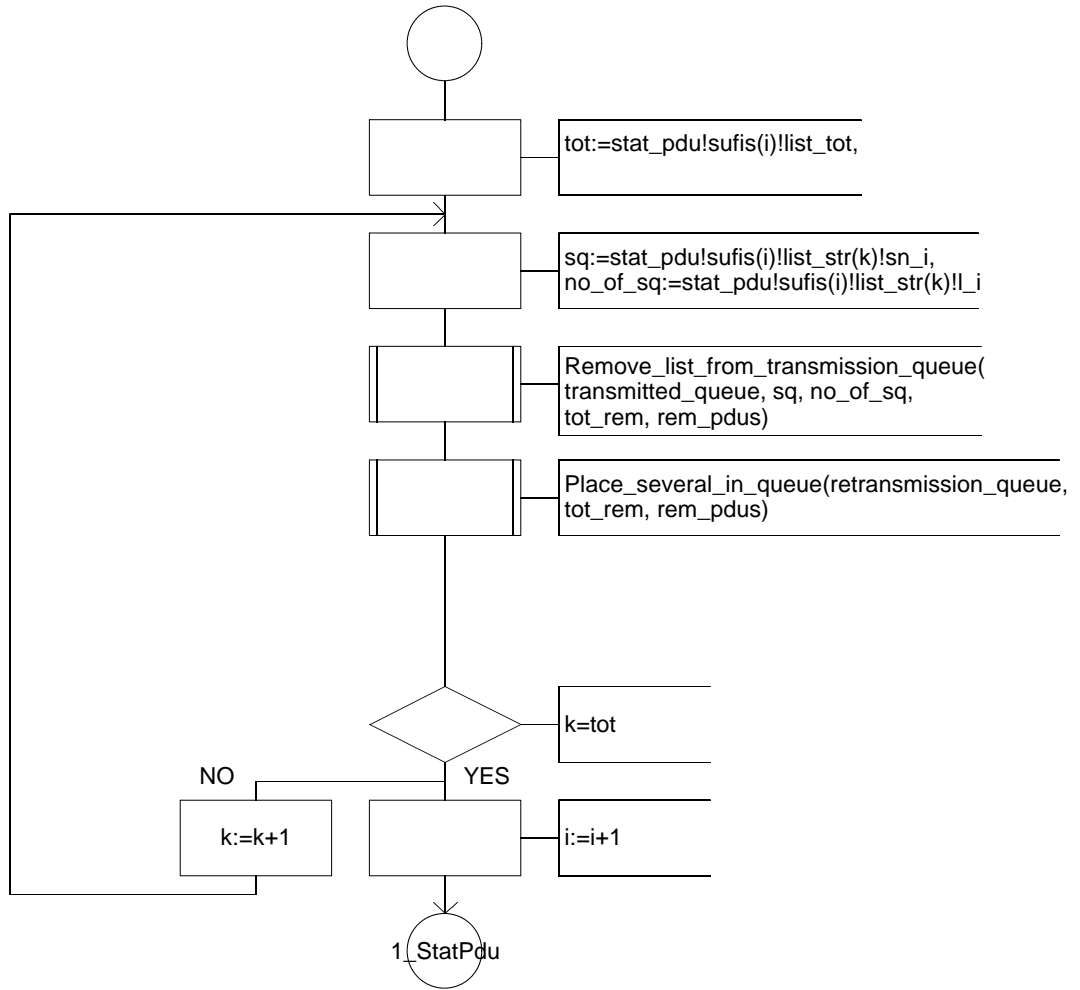 tot:=stat_pdu!sufis(i)!list_tot,
sq:=stat_pdu!sufis(i)!list_str(k)!sn_i,
no_of_sq:=stat_pdu!sufis(i)!list_str(k)!l_i
Remove_list_from_transmission_queue(
transmitted_queue, sq, no_of_sq,
tot_rem, rem_pdus)
Place_several_in_queue(retransmission_queue,
tot_rem, rem_pdus)
k=tot
NO
YES
k:=k+1
i:=i+1
1_StatPdu